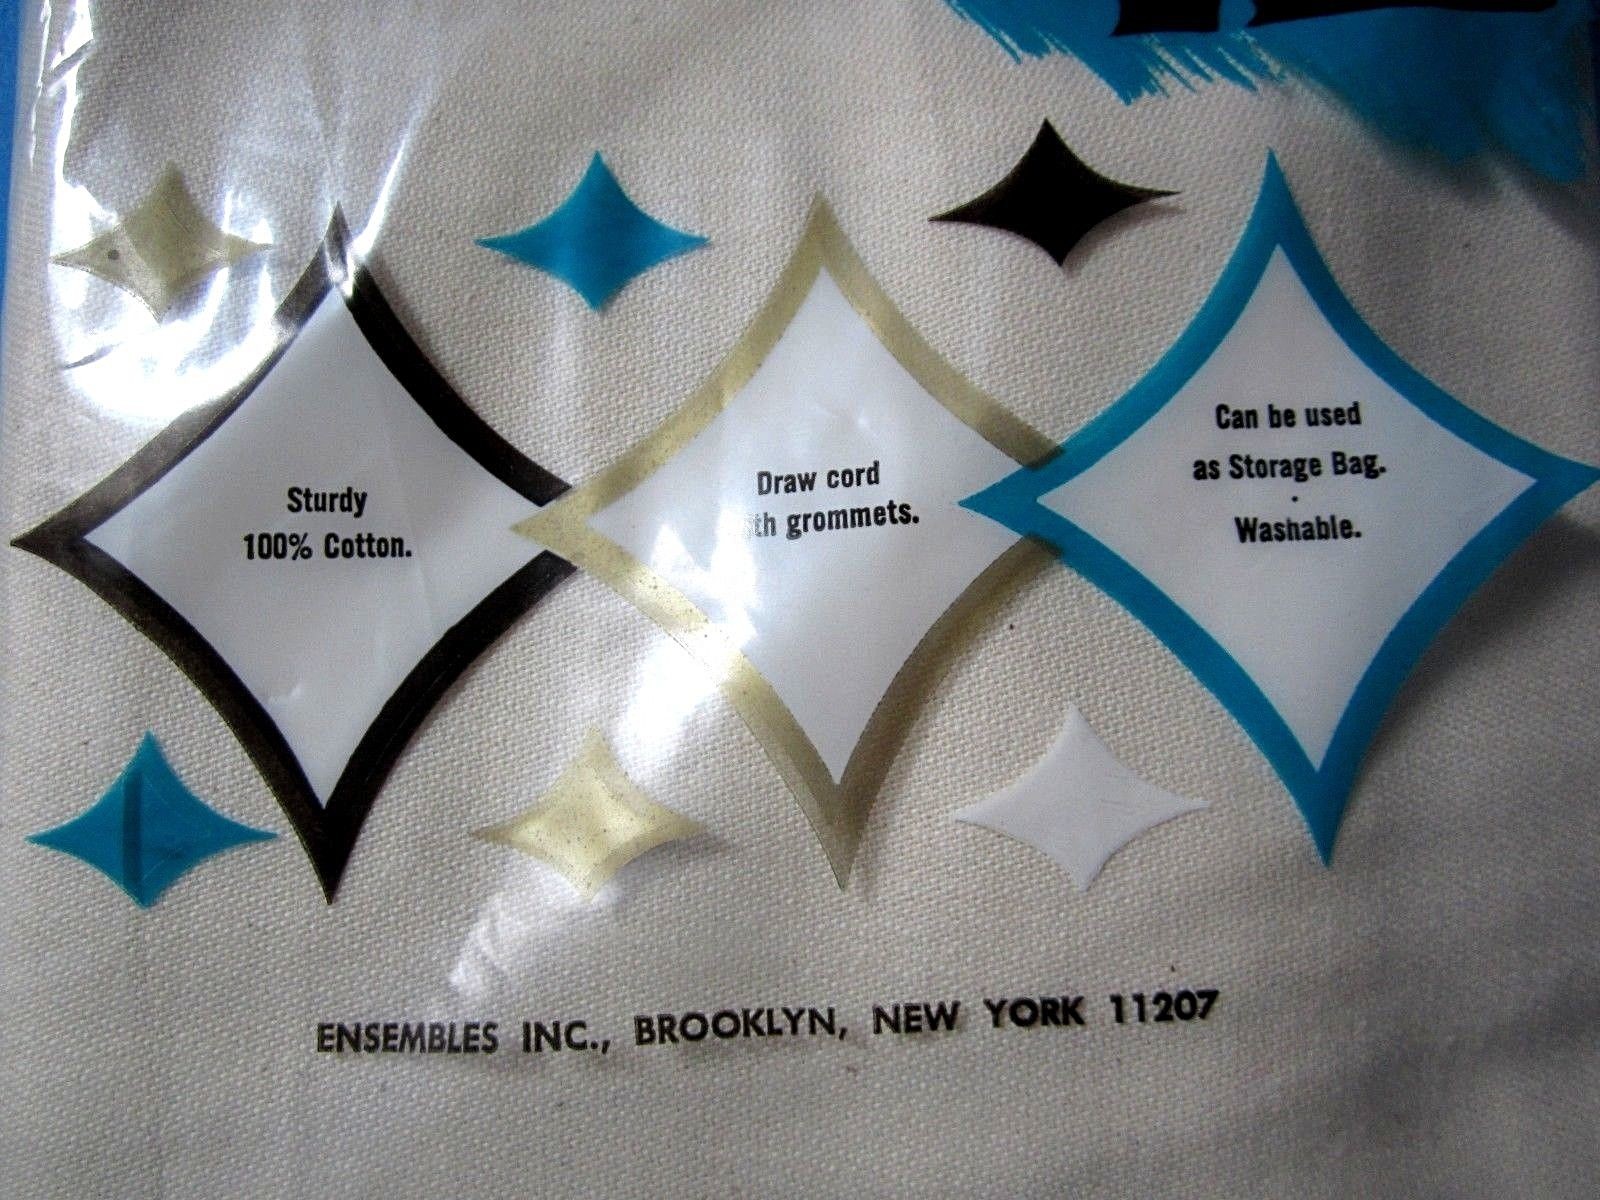 Sturdy
100% Cotton.
Draw cord
with grommets.
Can be used
as Storage Bag.
•
Washable.
ENSEMBLES INC., BROOKLYN, NEW YORK 11207